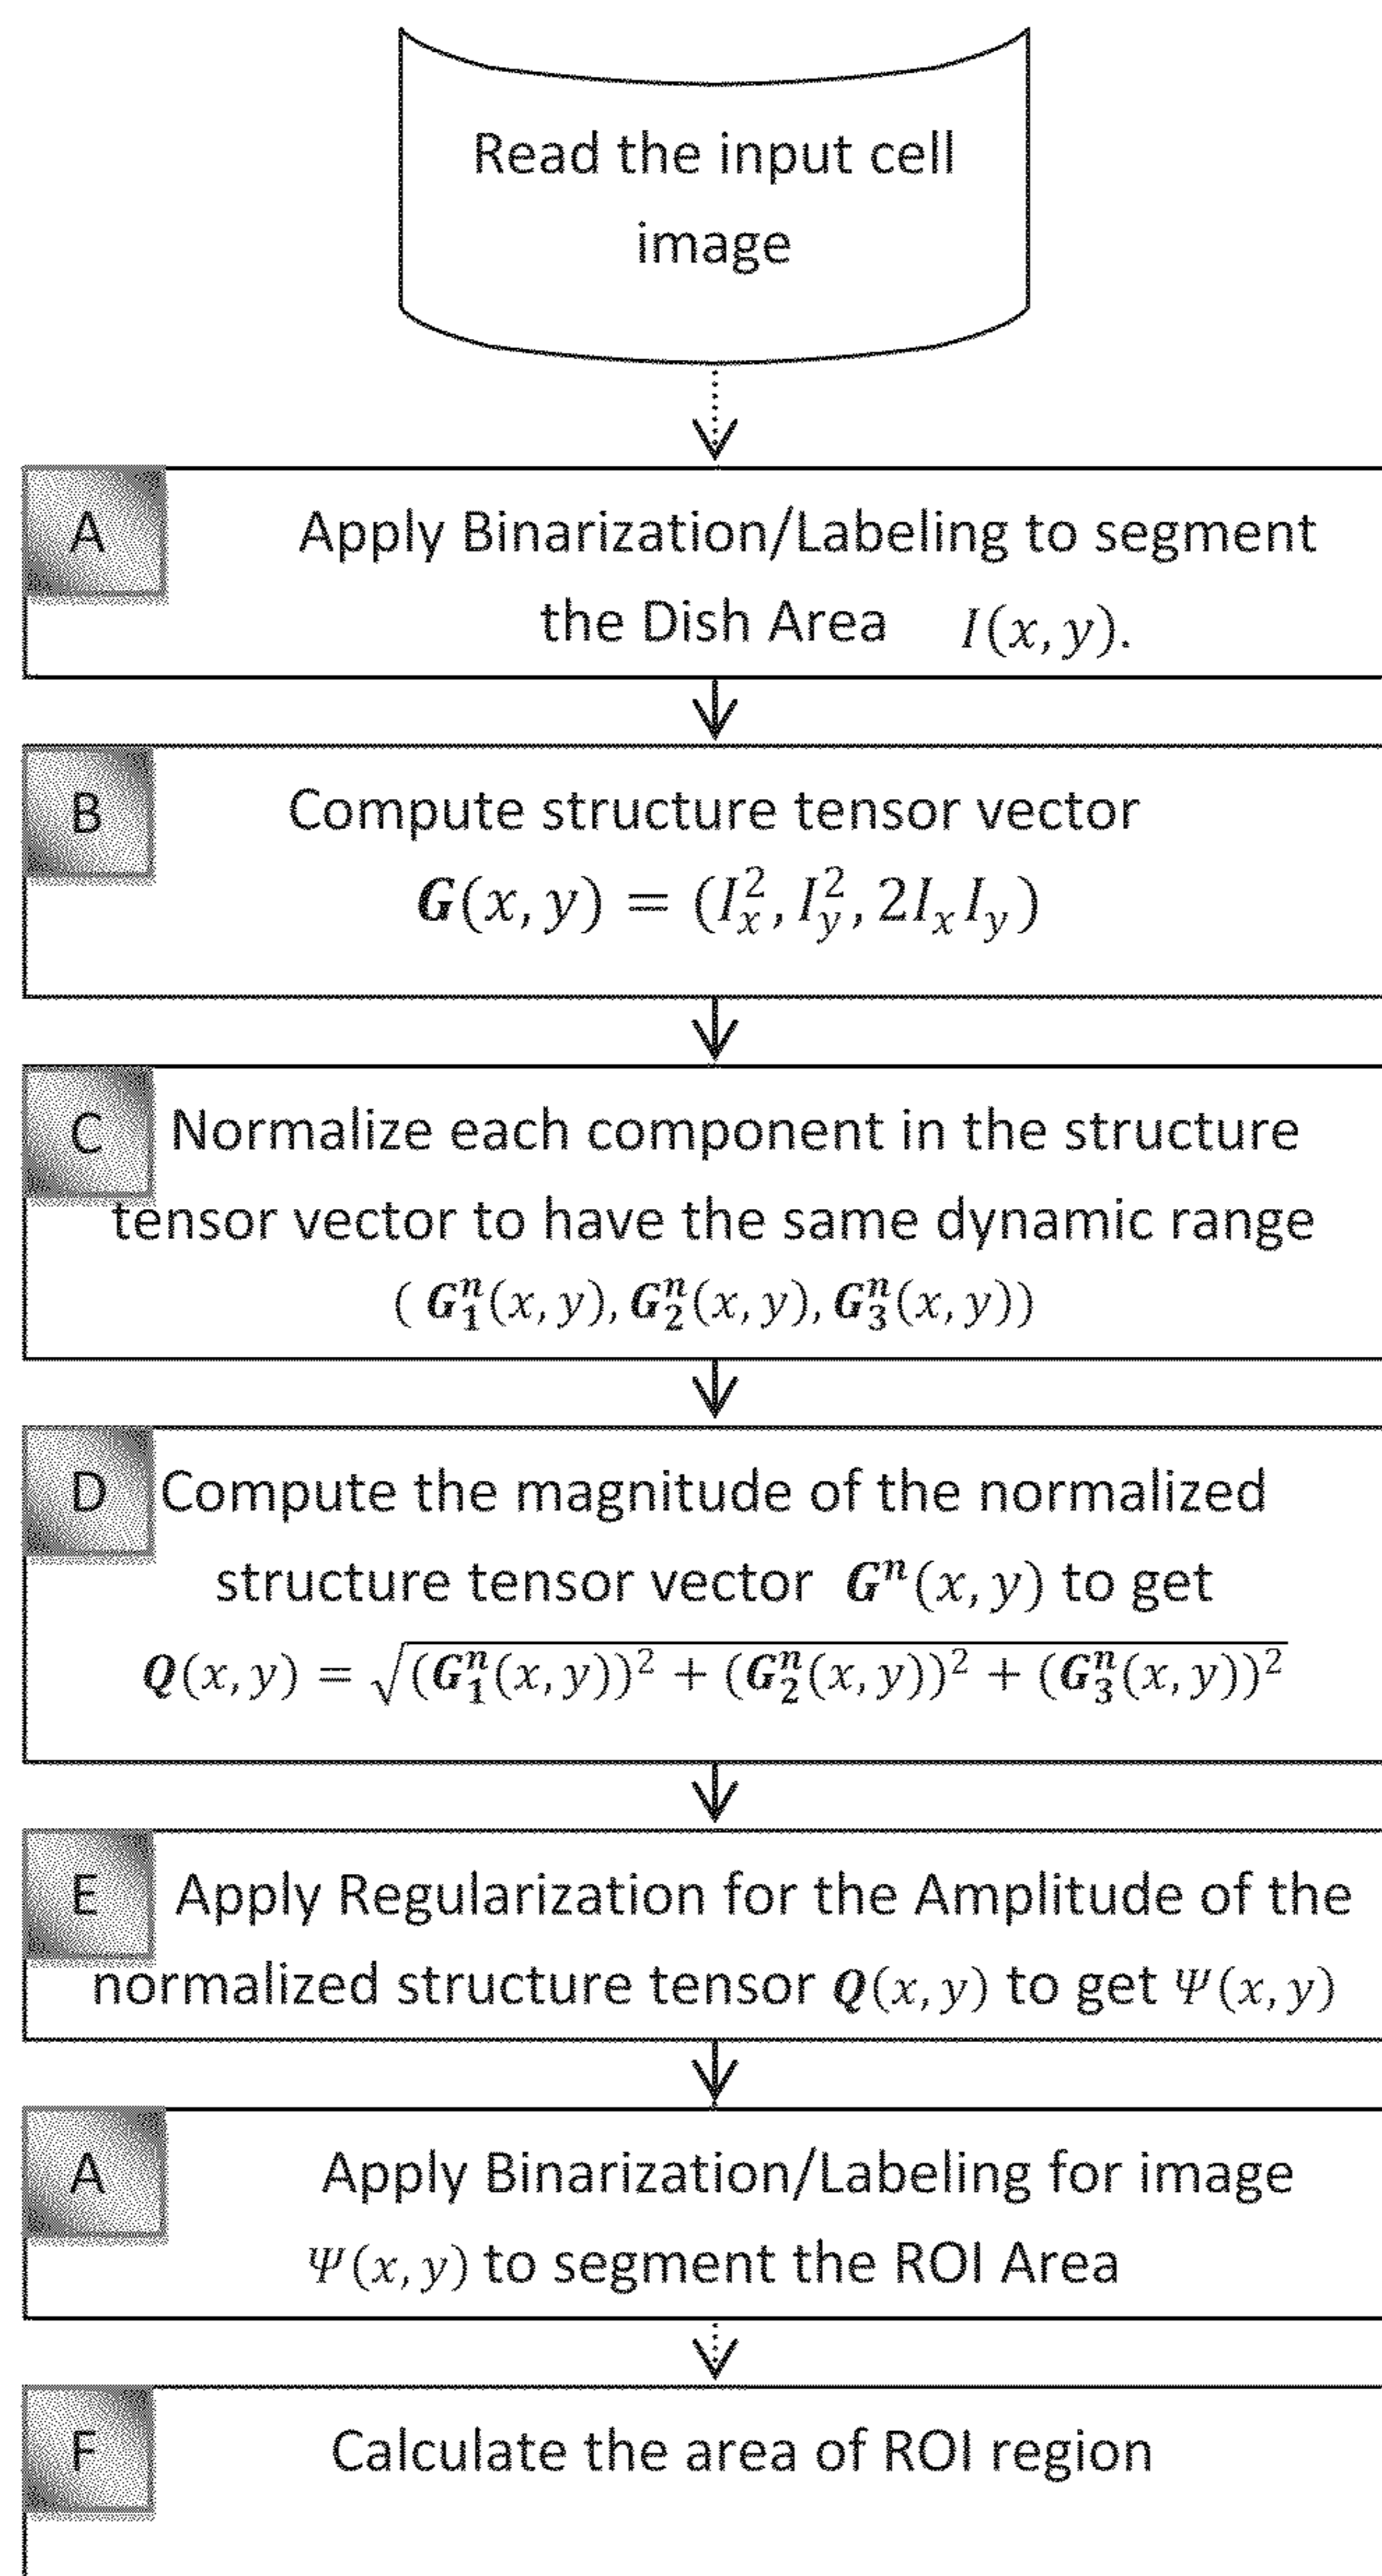 Read the input cell
image
A
Apply Binarization/Labeling to segment
the Dish Area I(x, y).
B
Compute structure tensor vector
G(x, y) = (I_x^2, I_y^2, 2I_x I_y)
C
Normalize each component in the structure
tensor vector to have the same dynamic range
( G_1^n(x, y), G_2^n(x, y), G_3^n(x, y))
D
Compute the magnitude of the normalized
structure tensor vector G^n(x, y) to get
Q(x, y) = √((G_1^n(x, y))^2 + (G_2^n(x, y))^2 + (G_3^n(x, y))^2)
E
Apply Regularization for the Amplitude of the
normalized structure tensor Q(x, y) to get Ψ(x, y)
A
Apply Binarization/Labeling for image
Ψ(x, y) to segment the ROI Area
F
Calculate the area of ROI region